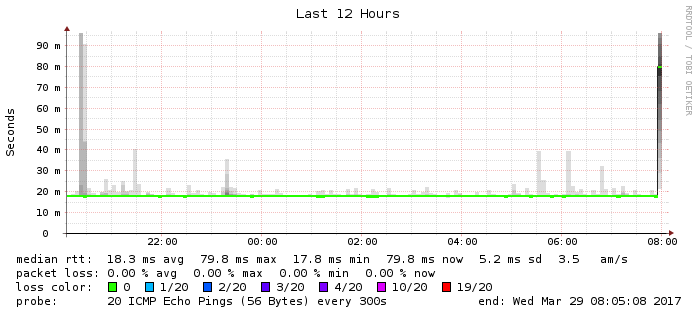 Last 12 Hours
RRDTOOL / TOBI OETIKER
Seconds
90 m
80 m
70 m
60 m
50 m
40 m
30 m
20 m
10 m
0
22:00 00:00 02:00 04:00 06:00 08:00
median rtt: 18.3 ms avg 79.8 ms max 17.8 ms min 79.8 ms now 5.2 ms sd 3.5 am/s
packet loss: 0.00 % avg 0.00 % max 0.00 % min 0.00 % now
loss color: 0 1/20 2/20 3/20 4/20 10/20 19/20
probe: 20 ICMP Echo Pings (56 Bytes) every 300s end: Wed Mar 29 08:05:08 2017